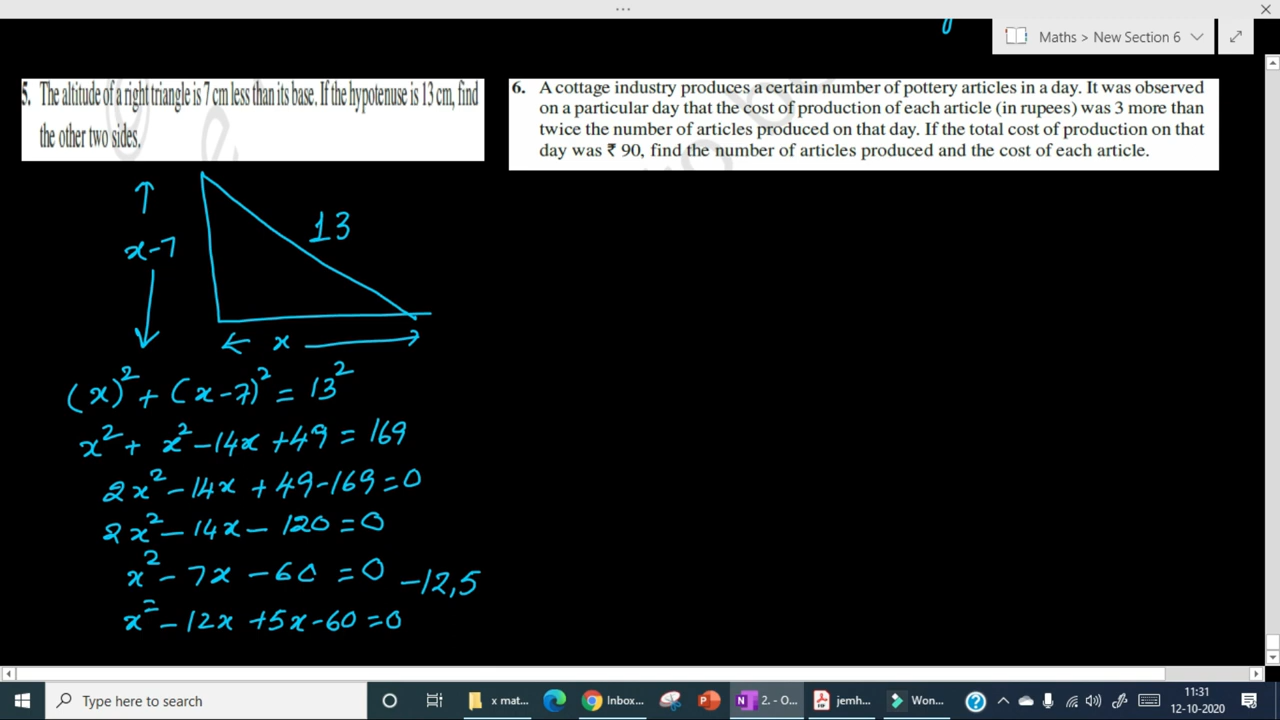 Maths > New Section 6
5. The altitude of a right triangle is 7 cm less than its base. If the hypotenuse is 13 cm, find
the other two sides.
6. A cottage industry produces a certain number of pottery articles in a day. It was observed
on a particular day that the cost of production of each article (in rupees) was 3 more than
twice the number of articles produced on that day. If the total cost of production on that
day was ₹ 90, find the number of articles produced and the cost of each article.
13
x-7
x
(x)² + (x-7)² = 13²
x² + x² - 14x + 49 = 169
2x² - 14x + 49 - 169 = 0
2x² - 14x - 120 = 0
x² - 7x - 60 = 0 -12,5
x² - 12x + 5x - 60 = 0
Type here to search
x mat...
Inbox...
2. - O...
jemh...
Won...
11:31
12-10-2020